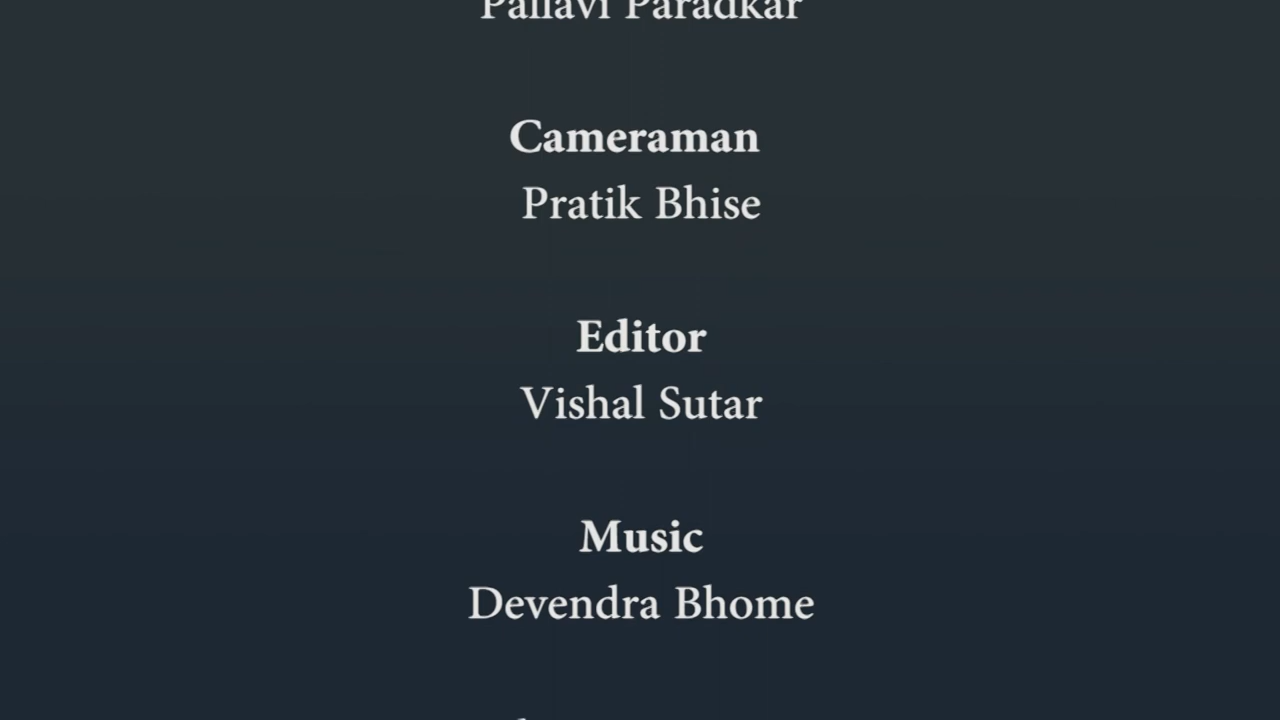 Pallavi Paradkar
Cameraman
Pratik Bhise
Editor
Vishal Sutar
Music
Devendra Bhome